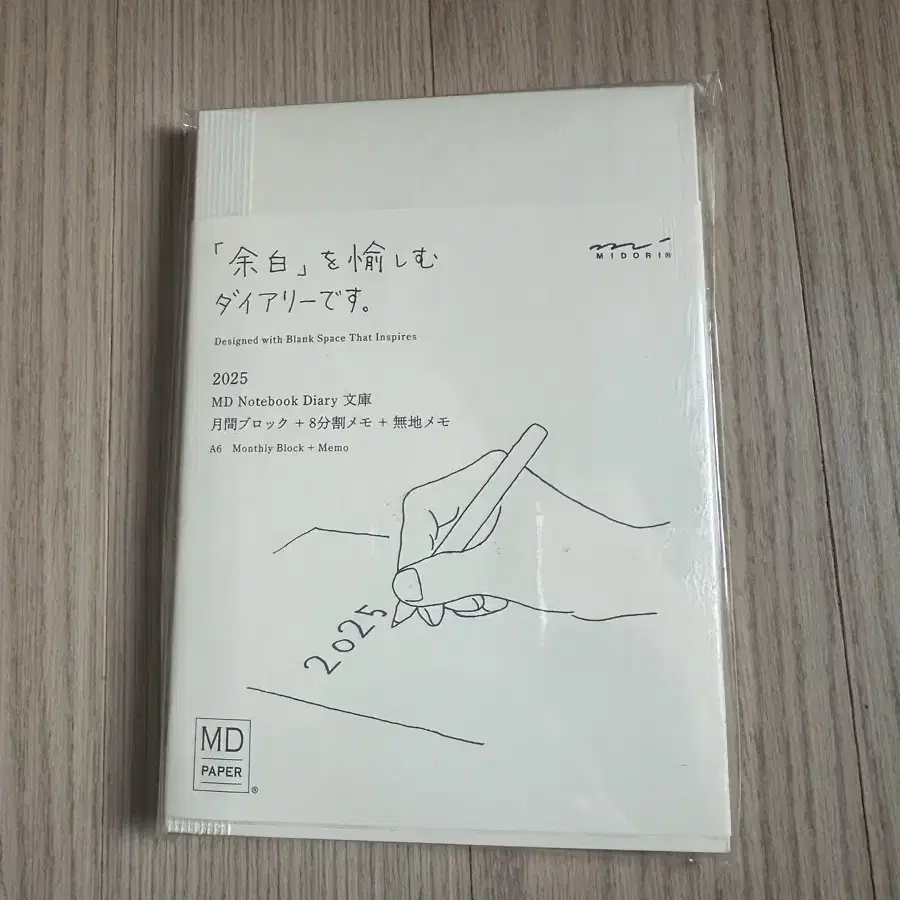 「余白」を愉しむ
ダイアリーです。
MIDORI®
Designed with Blank Space That Inspires
2025
MD Notebook Diary 文庫
月間ブロック + 8分割メモ + 無地メモ
A6 Monthly Block + Memo
2025
MD
PAPER®